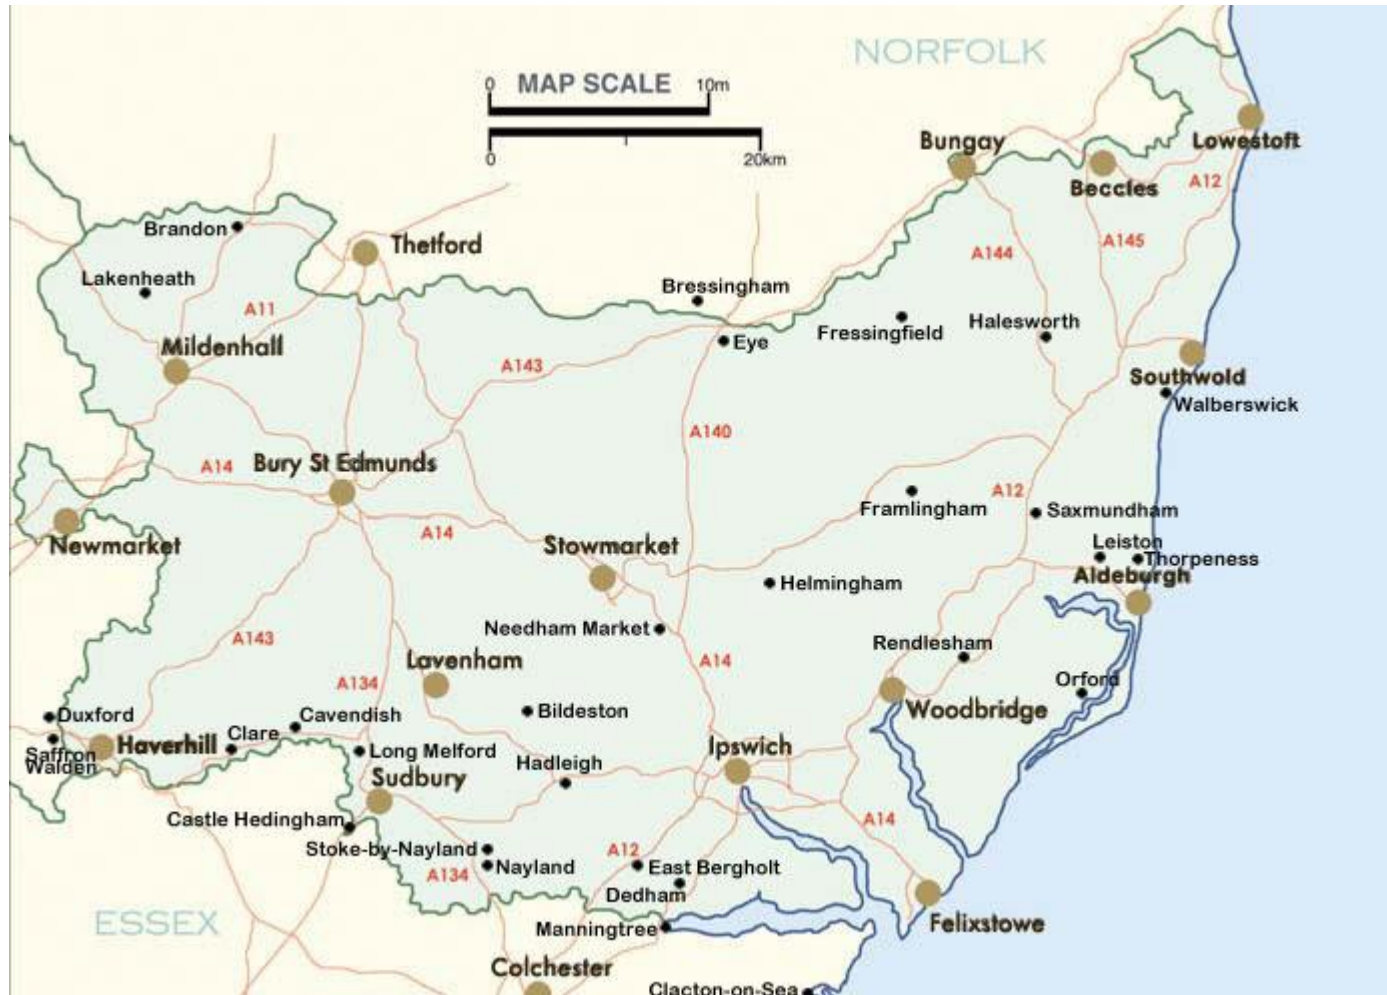 NORFOLK
0 MAP SCALE 10m
0 20km
Bungay
Lowestoft
Beccles
A12
Brandon
Thetford
A144
A145
Lakenheath
Bressingham
A11
Fressingfield
Halesworth
Mildenhall
Eye
A143
Southwold
Walberswick
A140
A14
Bury St Edmunds
A12
Framlingham
Saxmundham
A14
Newmarket
Stowmarket
Leiston
Thorpeness
Aldeburgh
Helmingham
Needham Market
A143
Rendlesham
Lavenham
A14
A134
Orford
Duxford
Cavendish
Bildeston
Woodbridge
Clare
Haverhill
Saffron
Walden
Long Melford
Ipswich
Hadleigh
Sudbury
Castle Hedingham
A14
Stoke-by-Nayland
A12
Nayland
East Bergholt
A134
Dedham
ESSEX
Manningtree
Felixstowe
Colchester
Clacton-on-Sea